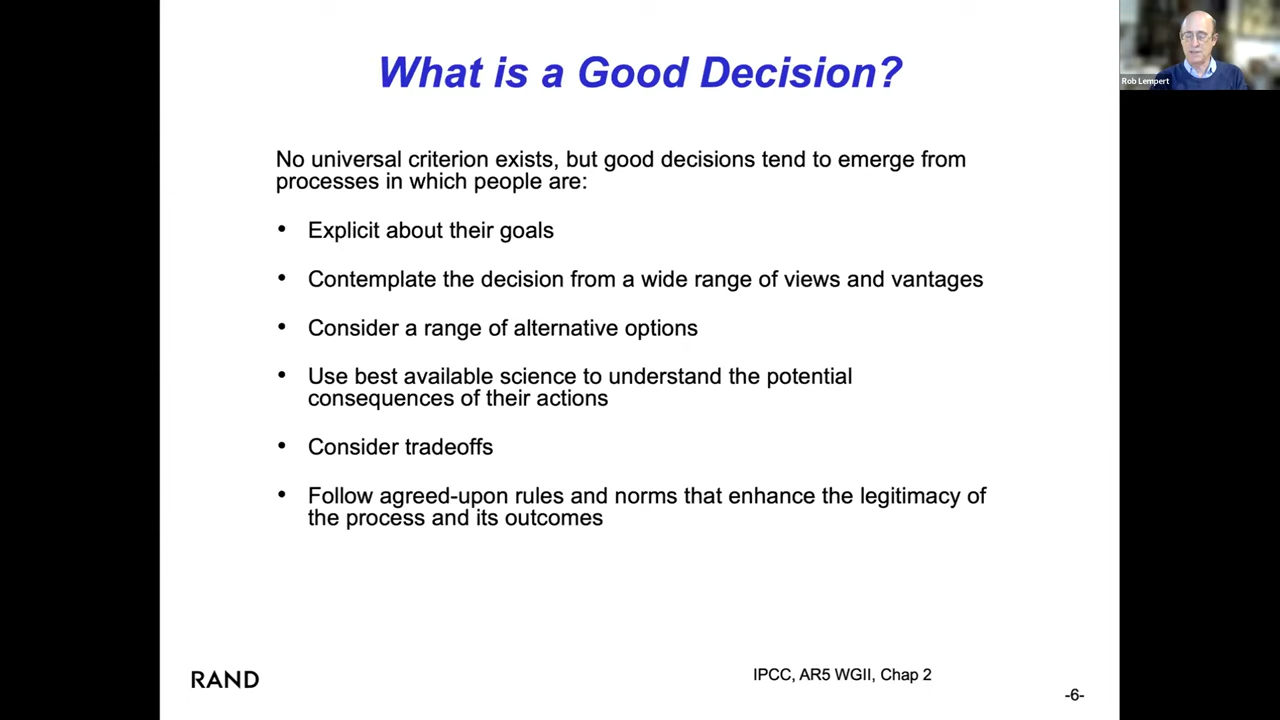 What is a Good Decision?
Rob Lempert
No universal criterion exists, but good decisions tend to emerge from
processes in which people are:
• Explicit about their goals
• Contemplate the decision from a wide range of views and vantages
• Consider a range of alternative options
• Use best available science to understand the potential
consequences of their actions
• Consider tradeoffs
• Follow agreed-upon rules and norms that enhance the legitimacy of
the process and its outcomes
RAND
IPCC, AR5 WGII, Chap 2
-6-